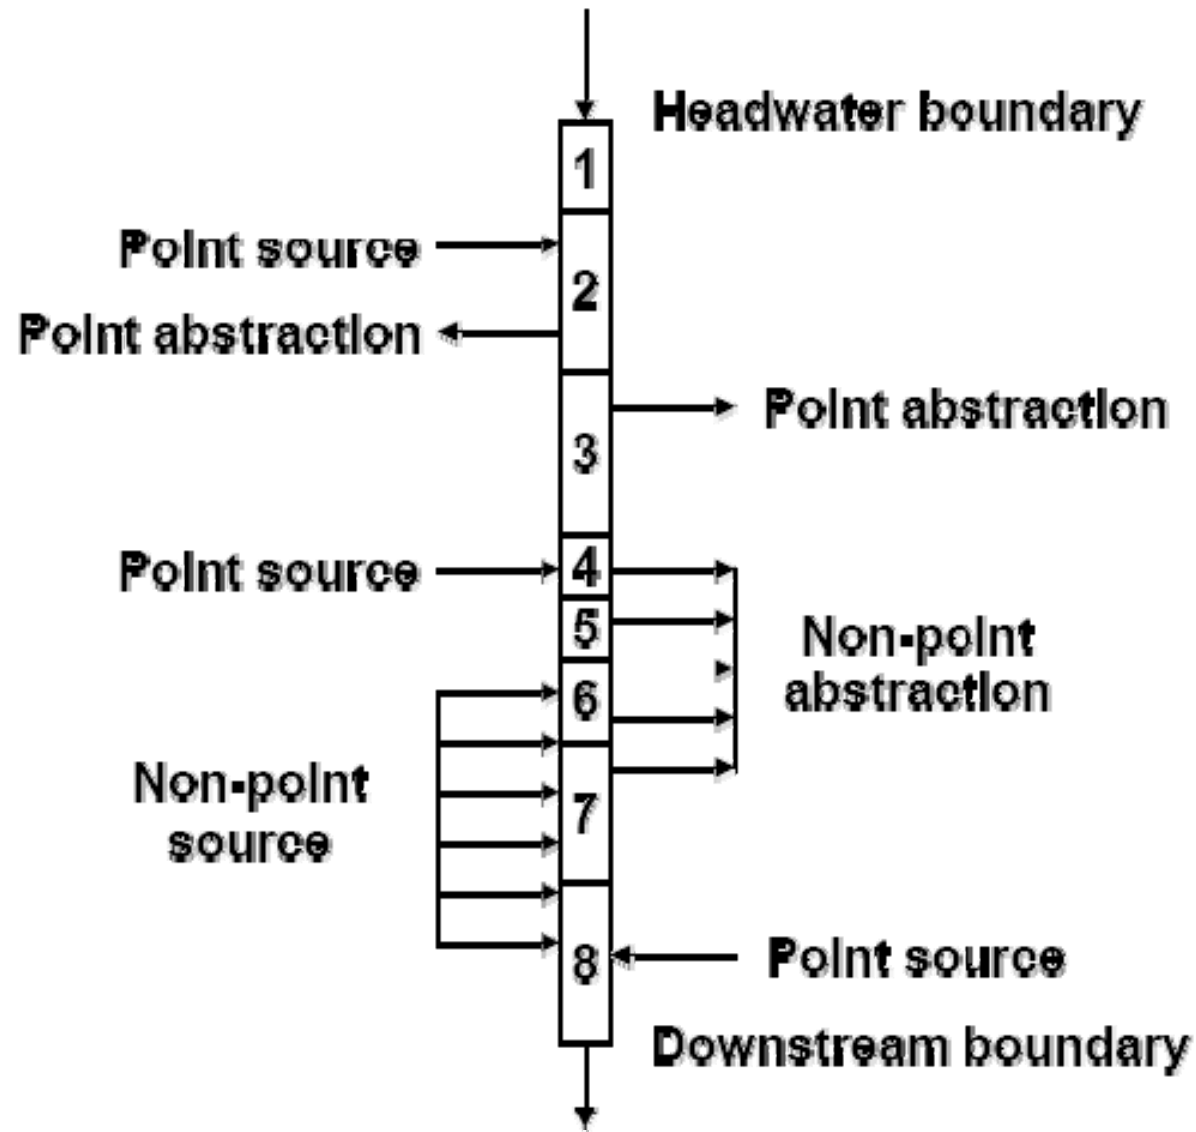 Headwater boundary
1
Point source
2
Point abstraction
Point abstraction
3
Point source
4
5
Non-point
abstraction
6
Non-point
source
7
8
Point source
Downstream boundary